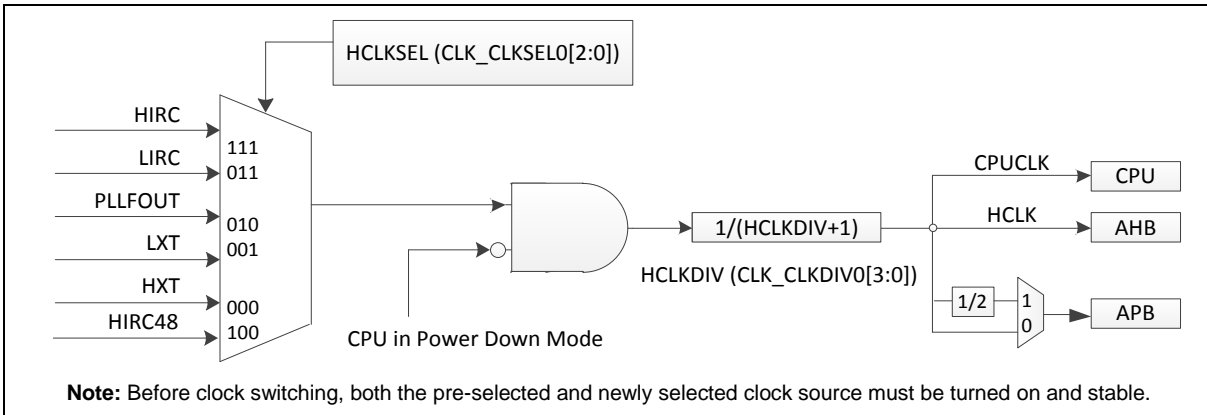 HCLKSEL (CLK_CLKSEL0[2:0])
HIRC
111
LIRC
011
PLLFOUT
010
LXT
001
HXT
000
HIRC48
100
CPU in Power Down Mode
1/(HCLKDIV+1)
HCLKDIV (CLK_CLKDIV0[3:0])
CPUCLK
CPU
HCLK
AHB
1/2
1
0
APB
Note: Before clock switching, both the pre-selected and newly selected clock source must be turned on and stable.